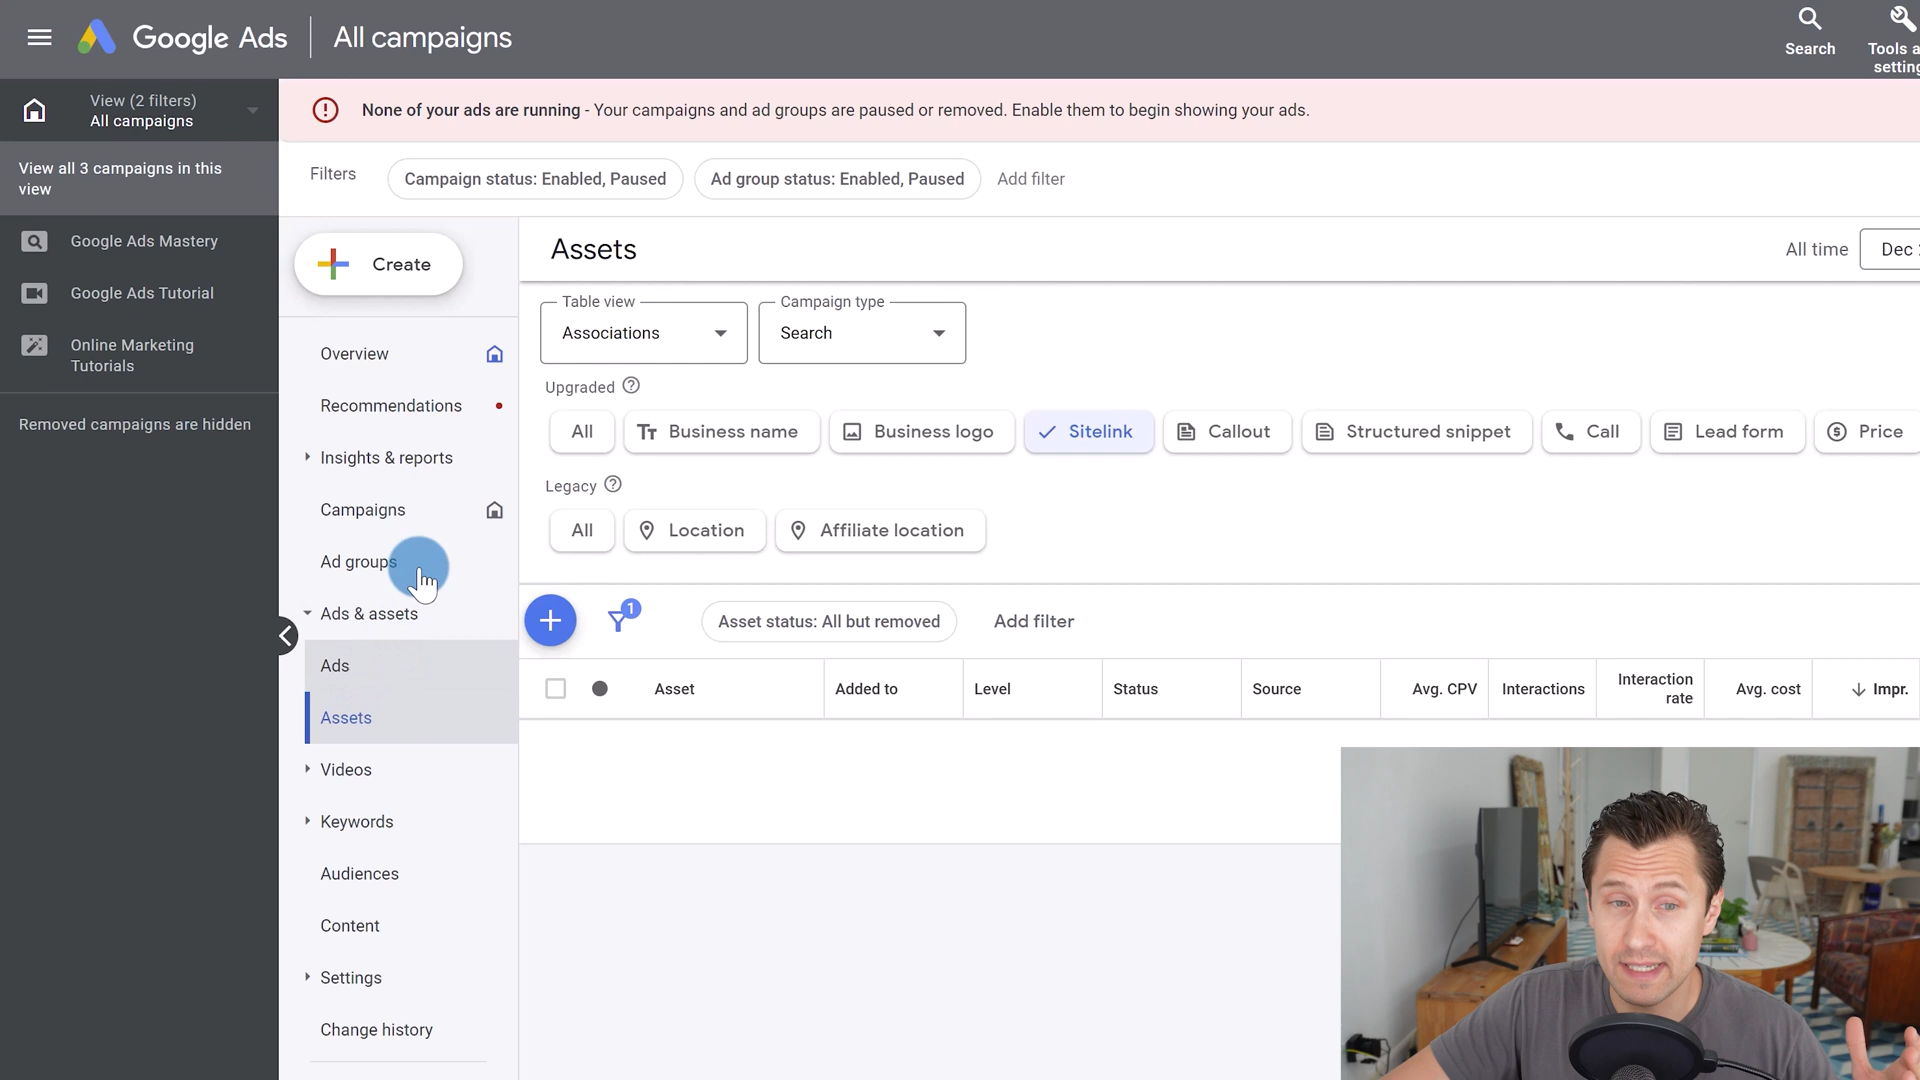 Google Ads
All campaigns
Search
Tools a
setting
View (2 filters)
All campaigns
None of your ads are running - Your campaigns and ad groups are paused or removed. Enable them to begin showing your ads.
View all 3 campaigns in this
view
Filters
Campaign status: Enabled, Paused
Ad group status: Enabled, Paused
Add filter
Google Ads Mastery
Google Ads Tutorial
Online Marketing
Tutorials
Removed campaigns are hidden
Create
Overview
Recommendations
Insights & reports
Campaigns
Ad groups
Ads & assets
Ads
Assets
Videos
Keywords
Audiences
Content
Settings
Change history
Assets
All time
Dec
Table view
Associations
Campaign type
Search
Upgraded
All
Tт Business name
Business logo
Sitelink
Callout
Structured snippet
Call
Lead form
Price
Legacy
All
Location
Affiliate location
1
Asset status: All but removed
Add filter
Asset
Added to
Level
Status
Source
Avg. CPV
Interactions
Interaction
rate
Avg. cost
Impr.